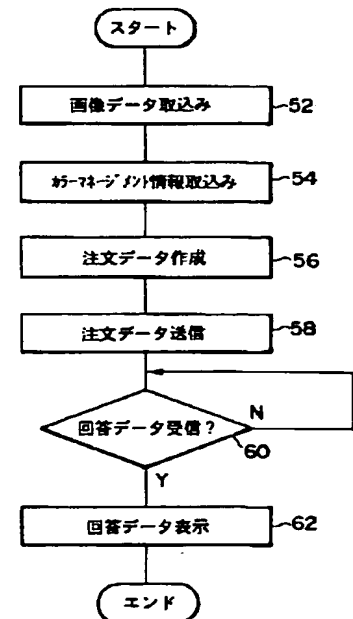 スタート
画像データ取込み 52
カラーマネージメント情報取込み 54
注文データ作成 56
注文データ送信 58
回答データ受信? N
60
Y
回答データ表示 62
エンド